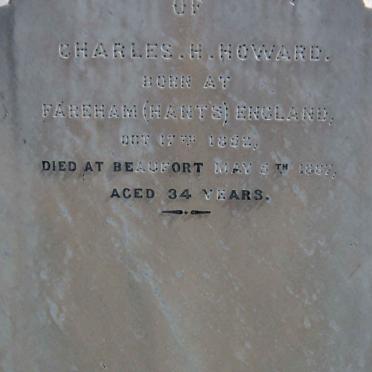 OF
CHARLES. H. HOWARD.
BORN AT
FAREHAM (HANTS) ENGLAND,
OCT 17TH 1852,
DIED AT BEAUFORT MAY 5TH 1887,
AGED 34 YEARS.